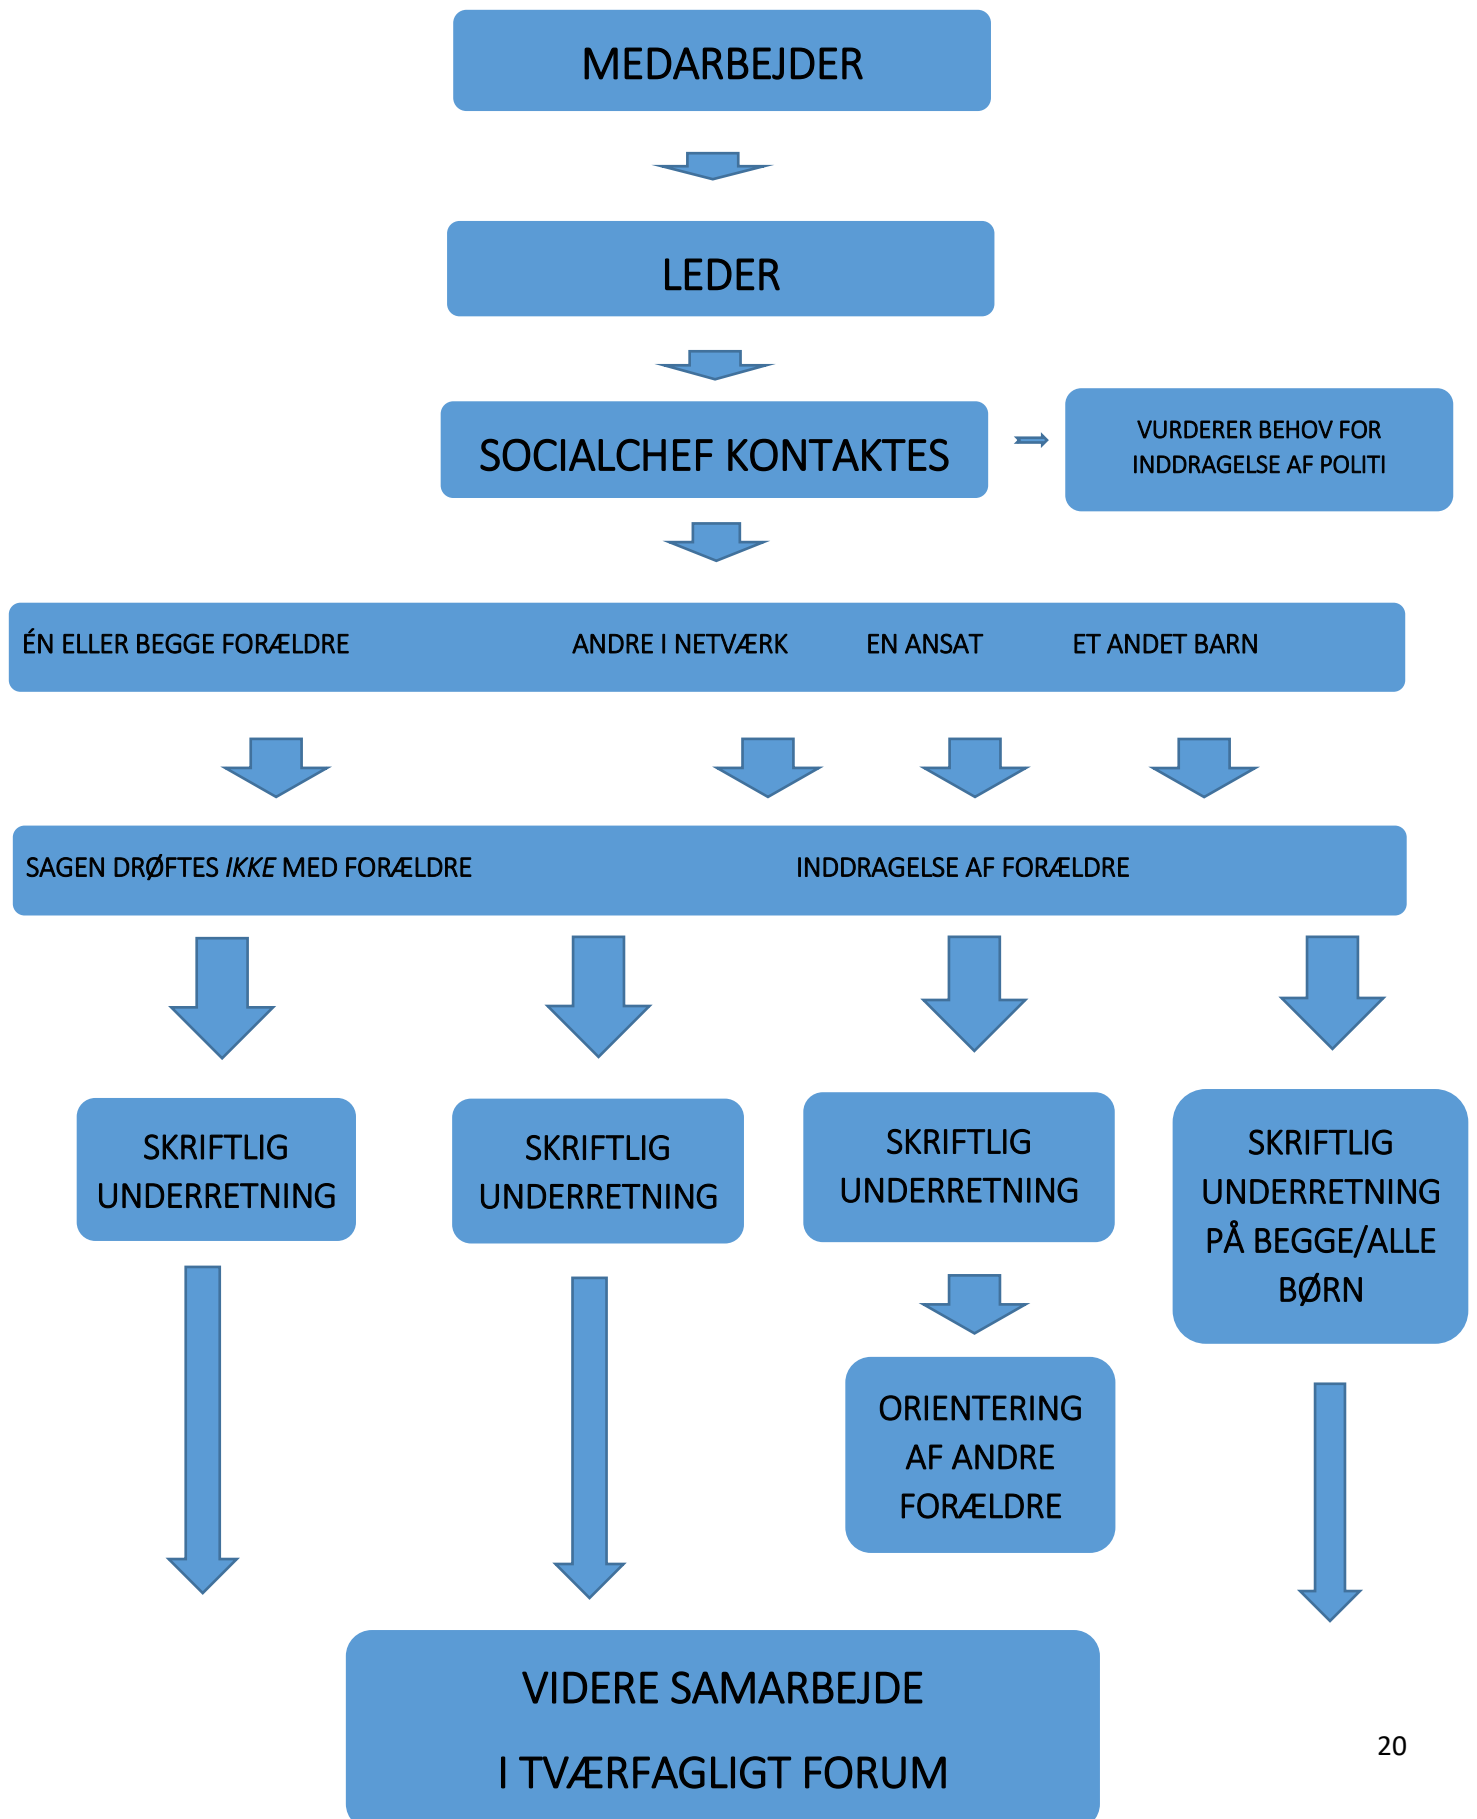 MEDARBEJDER
LEDER
SOCIALCHEF KONTAKTES
VURDERER BEHOV FOR
INDDRAGELSE AF POLITI
ÉN ELLER BEGGE FORÆLDRE
ANDRE I NETVÆRK
EN ANSAT
ET ANDET BARN
SAGEN DRØFTES IKKE MED FORÆLDRE
INDDRAGELSE AF FORÆLDRE
SKRIFTLIG
UNDERRETNING
SKRIFTLIG
UNDERRETNING
SKRIFTLIG
UNDERRETNING
SKRIFTLIG
UNDERRETNING
PÅ BEGGE/ALLE
BØRN
ORIENTERING
AF ANDRE
FORÆLDRE
VIDERE SAMARBEJDE
I TVÆRFAGLIGT FORUM
20